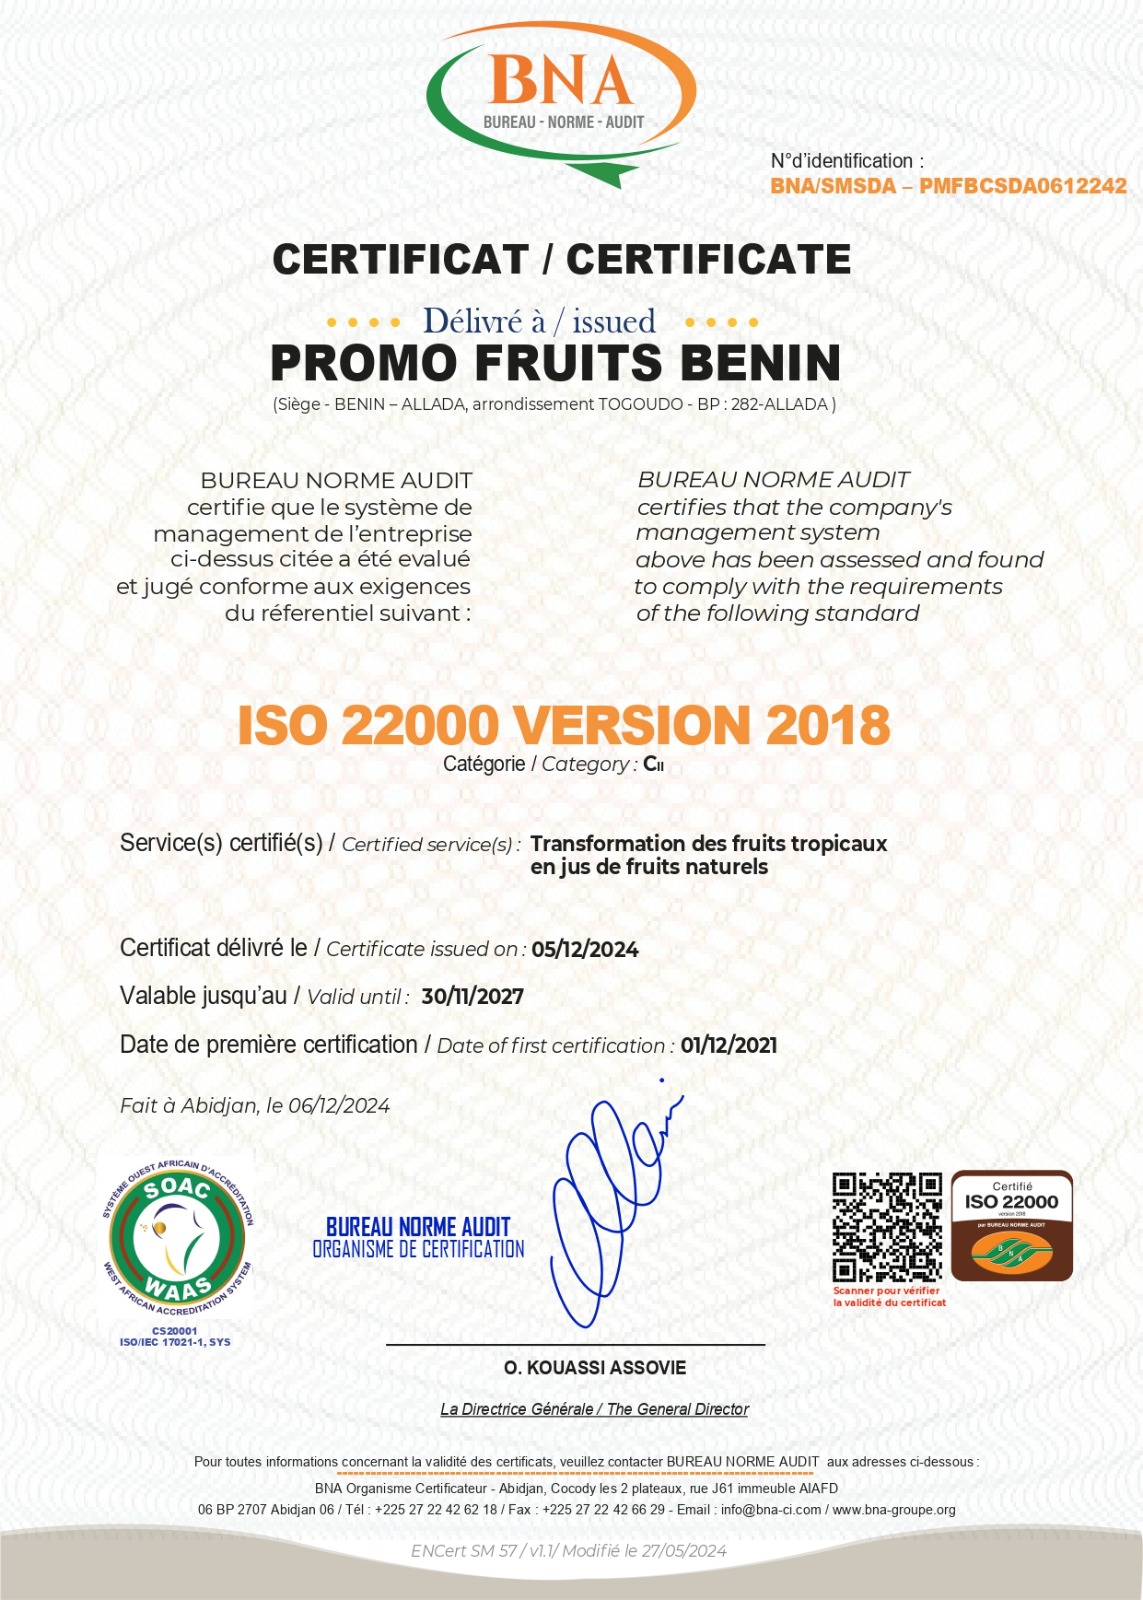 BNA
BUREAU - NORME - AUDIT
N°d'identification :
BNA/SMSDA – PMFBCSDA0612242
CERTIFICAT / CERTIFICATE
Délivré à / issued
PROMO FRUITS BENIN
(Siège - BENIN – ALLADA, arrondissement TOGOUDO - BP : 282-ALLADA )
BUREAU NORME AUDIT
certifie que le système de
management de l'entreprise
ci-dessus citée a été evalué
et jugé conforme aux exigences
du réferentiel suivant :
BUREAU NORME AUDIT
certifies that the company's
management system
above has been assessed and found
to comply with the requirements
of the following standard
ISO 22000 VERSION 2018
Catégorie / Category : CII
Service(s) certifié(s) / Certified service(s) : Transformation des fruits tropicaux
en jus de fruits naturels
Certificat délivré le / Certificate issued on : 05/12/2024
Valable jusqu'au / Valid until : 30/11/2027
Date de première certification / Date of first certification : 01/12/2021
Fait à Abidjan, le 06/12/2024
SYSTÈME OUEST AFRICAIN D'ACCRÉDITATION
SOAC
WAAS
WEST AFRICAN ACCREDITATION SYSTEM
CS20001
ISO/IEC 17021-1, SYS
BUREAU NORME AUDIT
ORGANISME DE CERTIFICATION
Certifié
ISO 22000
version 2018
par BUREAU NORME AUDIT
BNA
Scanner pour vérifier
la validité du certificat
O. KOUASSI ASSOVIE
La Directrice Générale / The General Director
Pour toutes informations concernant la validité des certificats, veuillez contacter BUREAU NORME AUDIT aux adresses ci-dessous :
BNA Organisme Certificateur - Abidjan, Cocody les 2 plateaux, rue J61 immeuble AIAFD
06 BP 2707 Abidjan 06 / Tél : +225 27 22 42 62 18 / Fax : +225 27 22 42 66 29 - Email : info@bna-ci.com / www.bna-groupe.org
ENCert SM 57 / v1.1/ Modifié le 27/05/2024